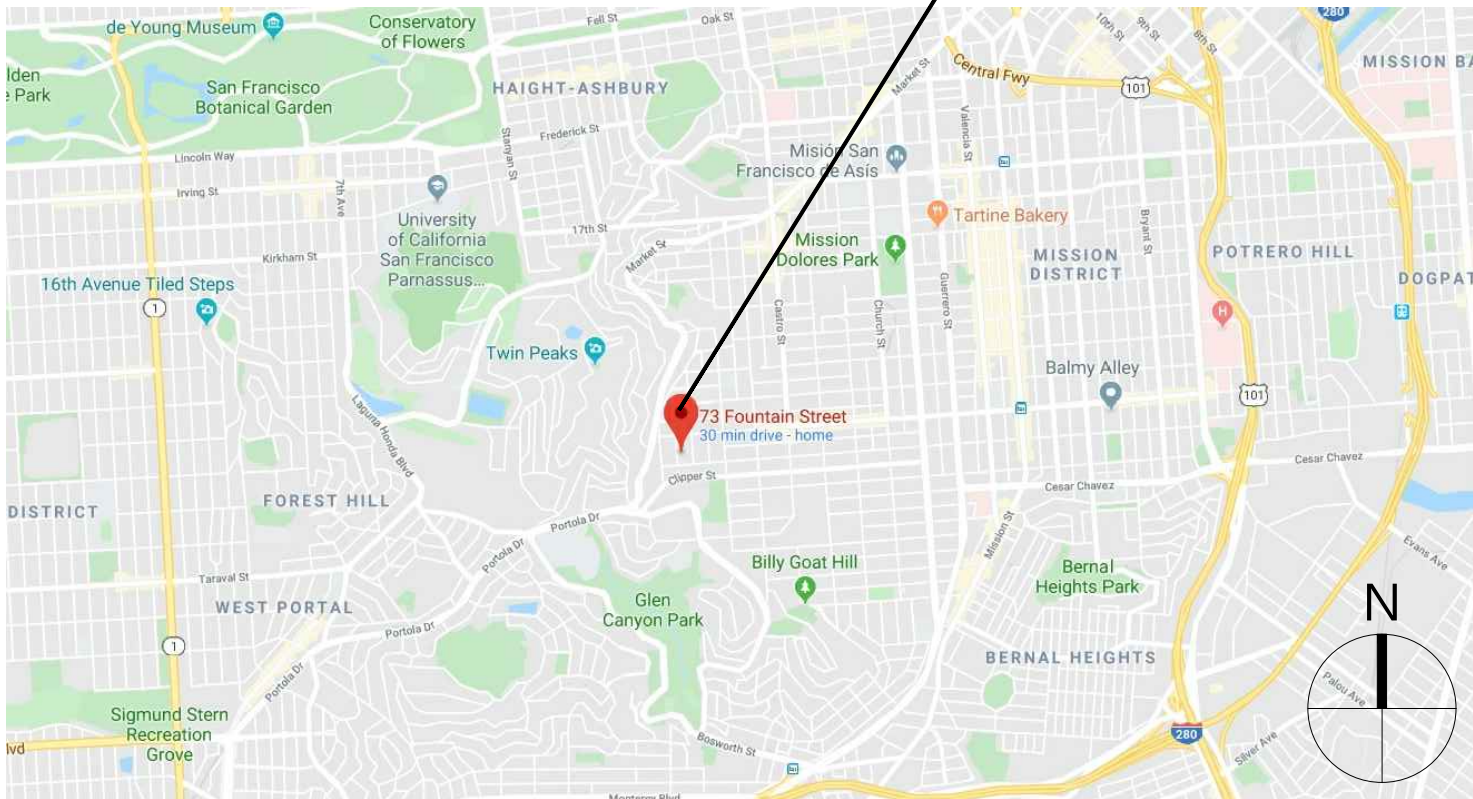 de Young Museum
Conservatory
of Flowers
Fell St
Oak St
280
10th St
9th St
8th St
lden
e Park
San Francisco
Botanical Garden
HAIGHT-ASHBURY
Market St
Central Fwy
101
MISSION BA
Stanyan St
Frederick St
Valencia St
Lincoln Way
Misión San
Francisco de Asís
Irving St
7th Ave
University
of California
San Francisco
Parnassus...
17th St
Tartine Bakery
Bryant St
Kirkham St
Market St
Mission
Dolores Park
MISSION
DISTRICT
POTRERO HILL
16th Avenue Tiled Steps
DOGPAT
1
Castro St
Church St
Guerrero St
H
Twin Peaks
Balmy Alley
101
Laguna Honda Blvd
73 Fountain Street
30 min drive - home
Clipper St
Cesar Chavez
Cesar Chavez
FOREST HILL
DISTRICT
Portola Dr
Mission St
Evans Ave
Portola Dr
Billy Goat Hill
Bernal
Heights Park
Taraval St
WEST PORTAL
Glen
Canyon Park
N
Portola Dr
1
BERNAL HEIGHTS
Portola Dr
Palou Ave
Sigmund Stern
Recreation
Grove
280
lvd
Bosworth St
Silver Ave
Monterey Blvd